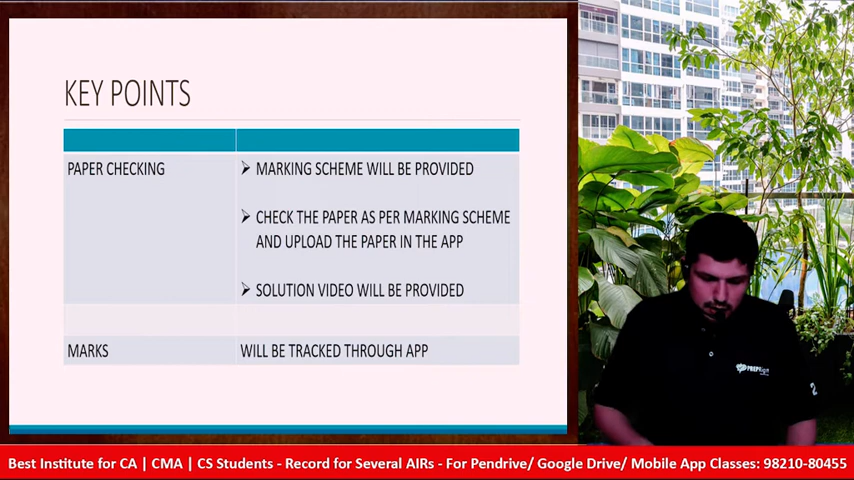 KEY POINTS
PAPER CHECKING
➤ MARKING SCHEME WILL BE PROVIDED
➤ CHECK THE PAPER AS PER MARKING SCHEME
AND UPLOAD THE PAPER IN THE APP
➤ SOLUTION VIDEO WILL BE PROVIDED
MARKS
WILL BE TRACKED THROUGH APP
Best Institute for CA | CMA | CS Students - Record for Several AIRs - For Pendrive/ Google Drive/ Mobile App Classes: 98210-80455